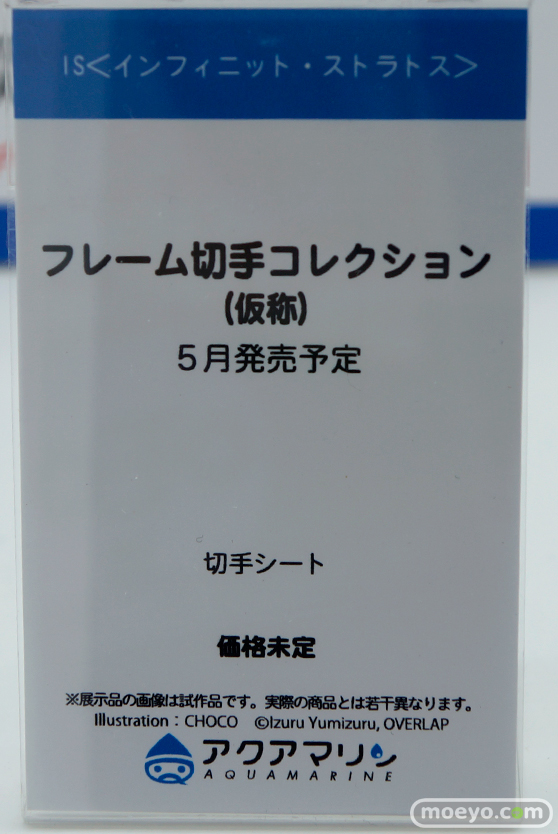 IS＜インフィニット・ストラトス＞
フレーム切手コレクション
(仮称)
５月発売予定
切手シート
価格未定
※展示品の画像は試作品です。実際の商品とは若干異なります。
Illustration：CHOCO　©Izuru Yumizuru, OVERLAP
アクアマリン
AQUAMARINE
moeyo.com